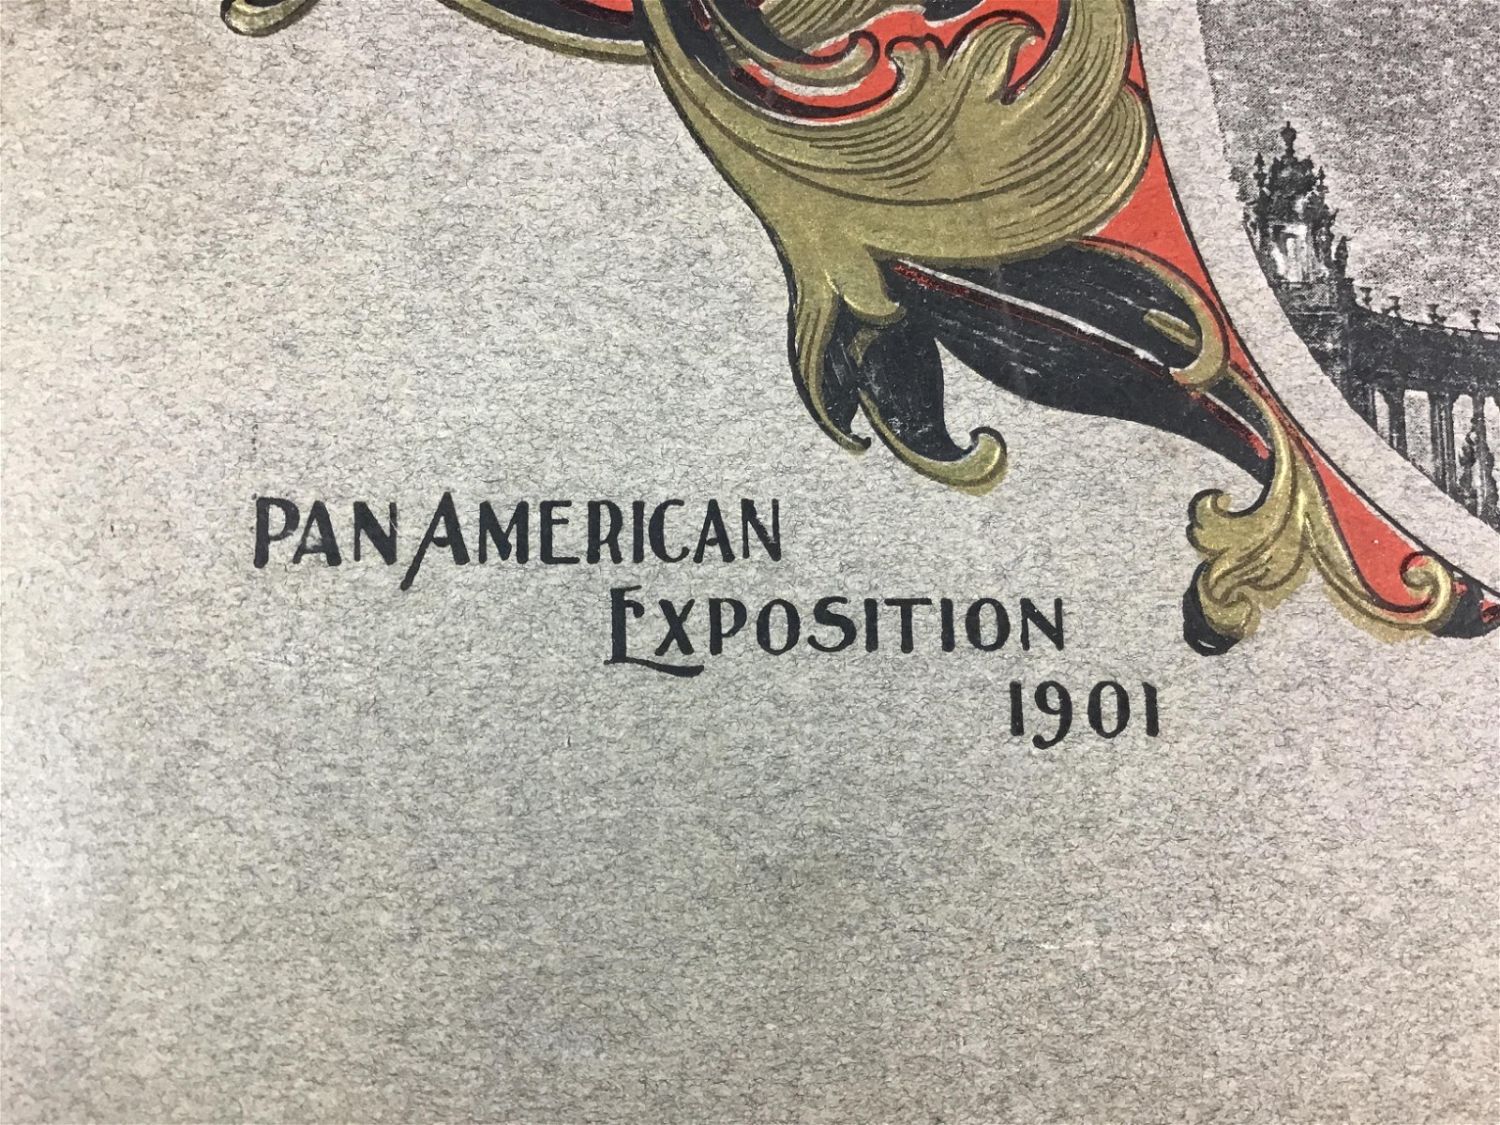 PAN AMERICAN
EXPOSITION
1901